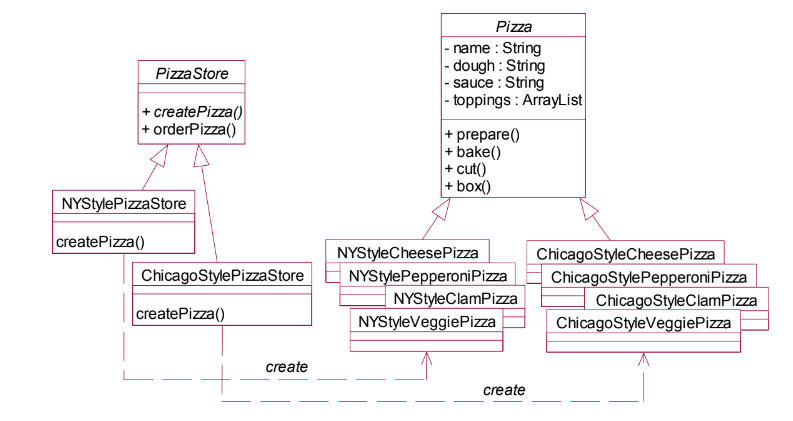 Pizza
- name : String
- dough : String
- sauce : String
- toppings : ArrayList
+ prepare()
+ bake()
+ cut()
+ box()
PizzaStore
+ createPizza()
+ orderPizza()
NYStylePizzaStore
createPizza()
ChicagoStylePizzaStore
createPizza()
NYStyleCheesePizza
NYStylePepperoniPizza
NYStyleClamPizza
NYStyleVeggiePizza
ChicagoStyleCheesePizza
ChicagoStylePepperoniPizza
ChicagoStyleClamPizza
ChicagoStyleVeggiePizza
create
create